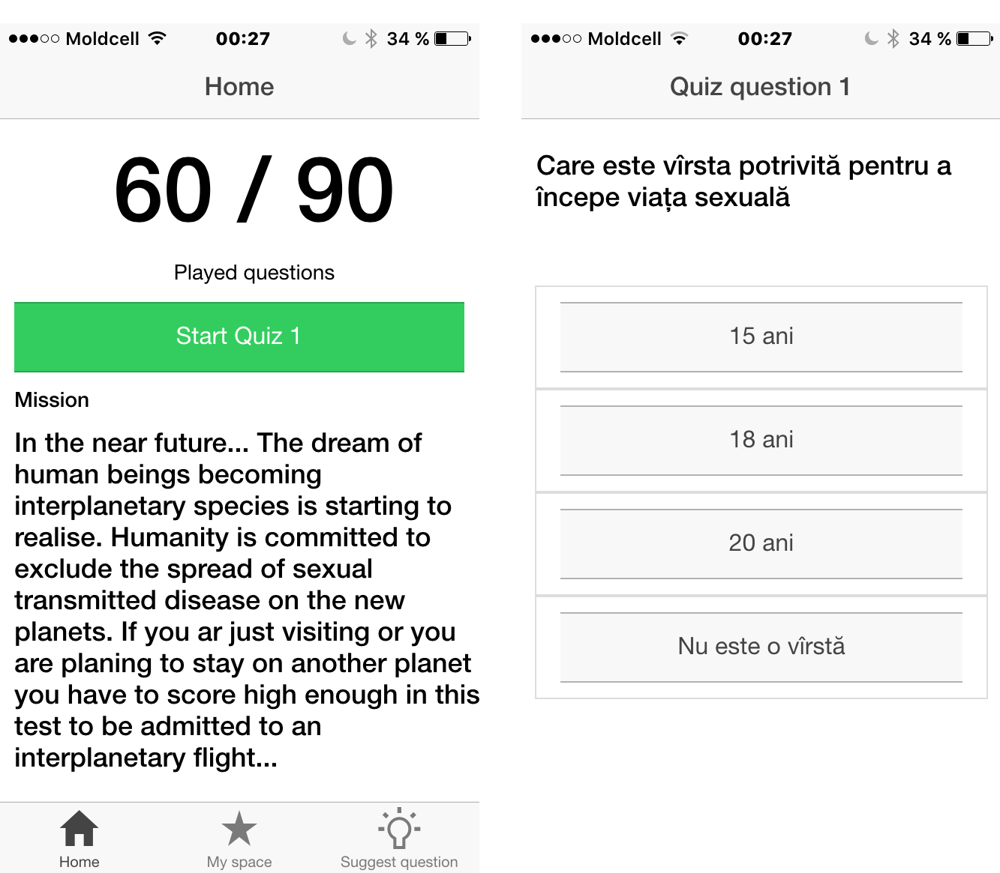 Moldcell 00:27 34 %
Home
60 / 90
Played questions
Start Quiz 1
Mission
In the near future... The dream of
human beings becoming
interplanetary species is starting to
realise. Humanity is committed to
exclude the spread of sexual
transmitted disease on the new
planets. If you ar just visiting or you
are planing to stay on another planet
you have to score high enough in this
test to be admitted to an
interplanetary flight...
Home My space Suggest question
Moldcell 00:27 34 %
Quiz question 1
Care este vîrsta potrivită pentru a
începe viața sexuală
15 ani
18 ani
20 ani
Nu este o vîrstă